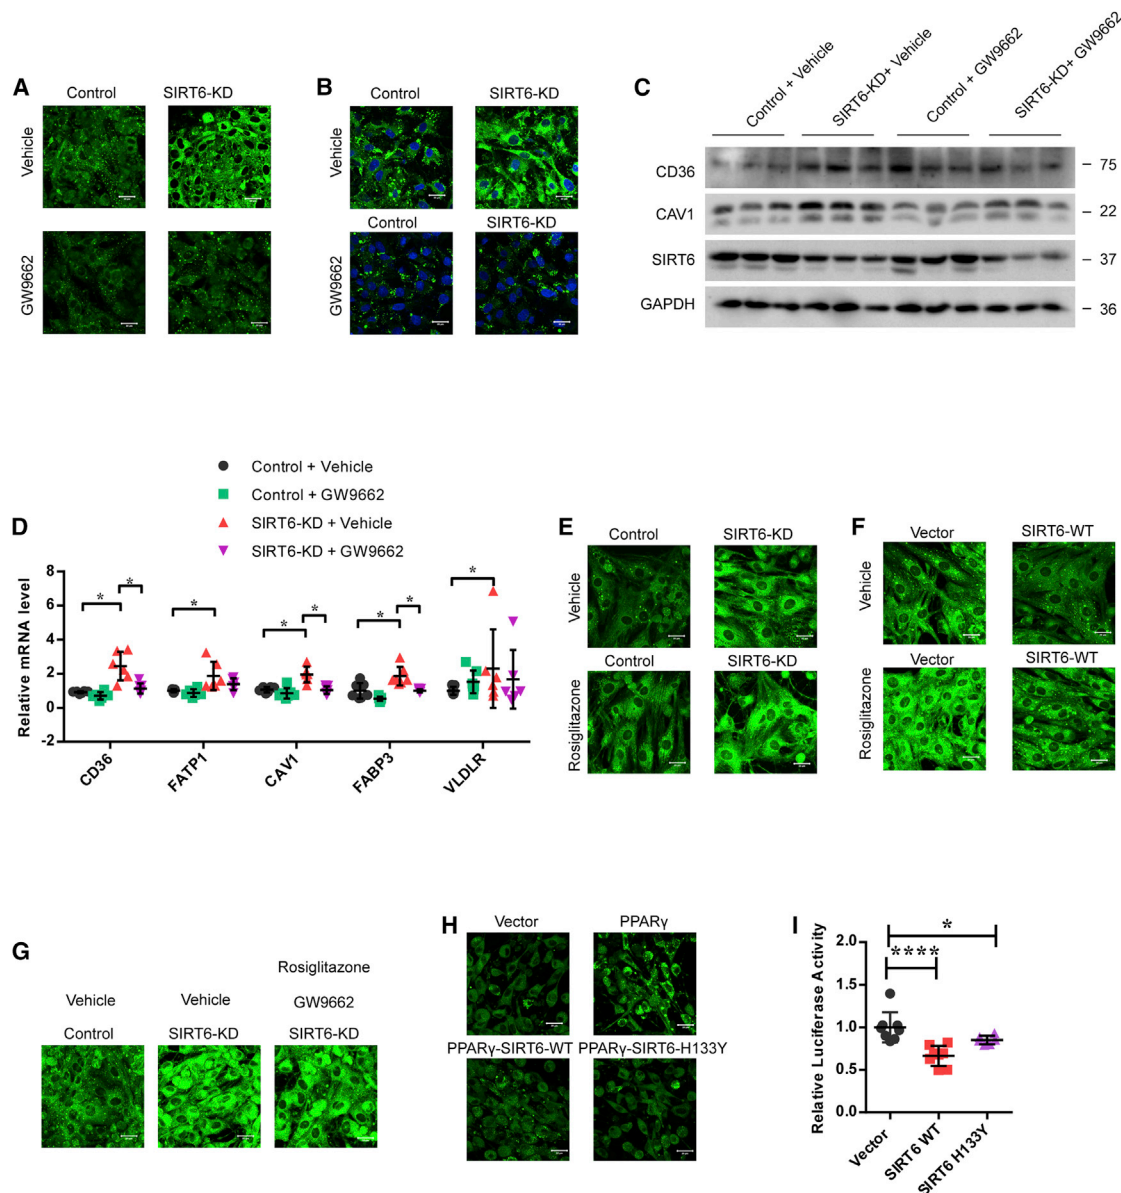 A
Control
SIRT6-KD
Vehicle
GW9662
B
Control
SIRT6-KD
Vehicle
Control
SIRT6-KD
GW9662
C
Control + Vehicle
SIRT6-KD+ Vehicle
Control + GW9662
SIRT6-KD+ GW9662
CD36
– 75
CAV1
– 22
SIRT6
– 37
GAPDH
– 36
D
Control + Vehicle
Control + GW9662
SIRT6-KD + Vehicle
SIRT6-KD + GW9662
Relative mRNA level
8
6
4
2
0
-2
* * * * * * * *
CD36
FATP1
CAV1
FABP3
VLDLR
E
Control
SIRT6-KD
Vehicle
Control
SIRT6-KD
Rosiglitazone
F
Vector
SIRT6-WT
Vehicle
Vector
SIRT6-WT
Rosiglitazone
G
Rosiglitazone
Vehicle
Vehicle
GW9662
Control
SIRT6-KD
SIRT6-KD
H
Vector
PPARγ
PPARγ-SIRT6-WT
PPARγ-SIRT6-H133Y
I
Relative Luciferase Activity
2.0
1.5
1.0
0.5
0.0
*
****
Vector
SIRT6 WT
SIRT6 H133Y